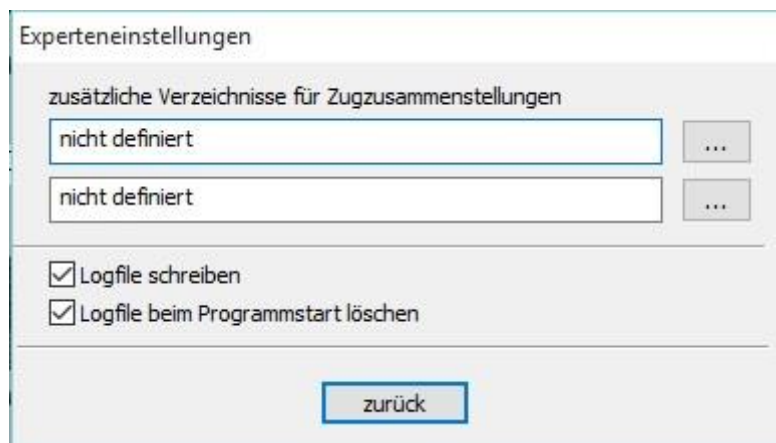 Experteneinstellungen
zusätzliche Verzeichnisse für Zugzusammenstellungen
nicht definiert
...
nicht definiert
...
Logfile schreiben
Logfile beim Programmstart löschen
zurück